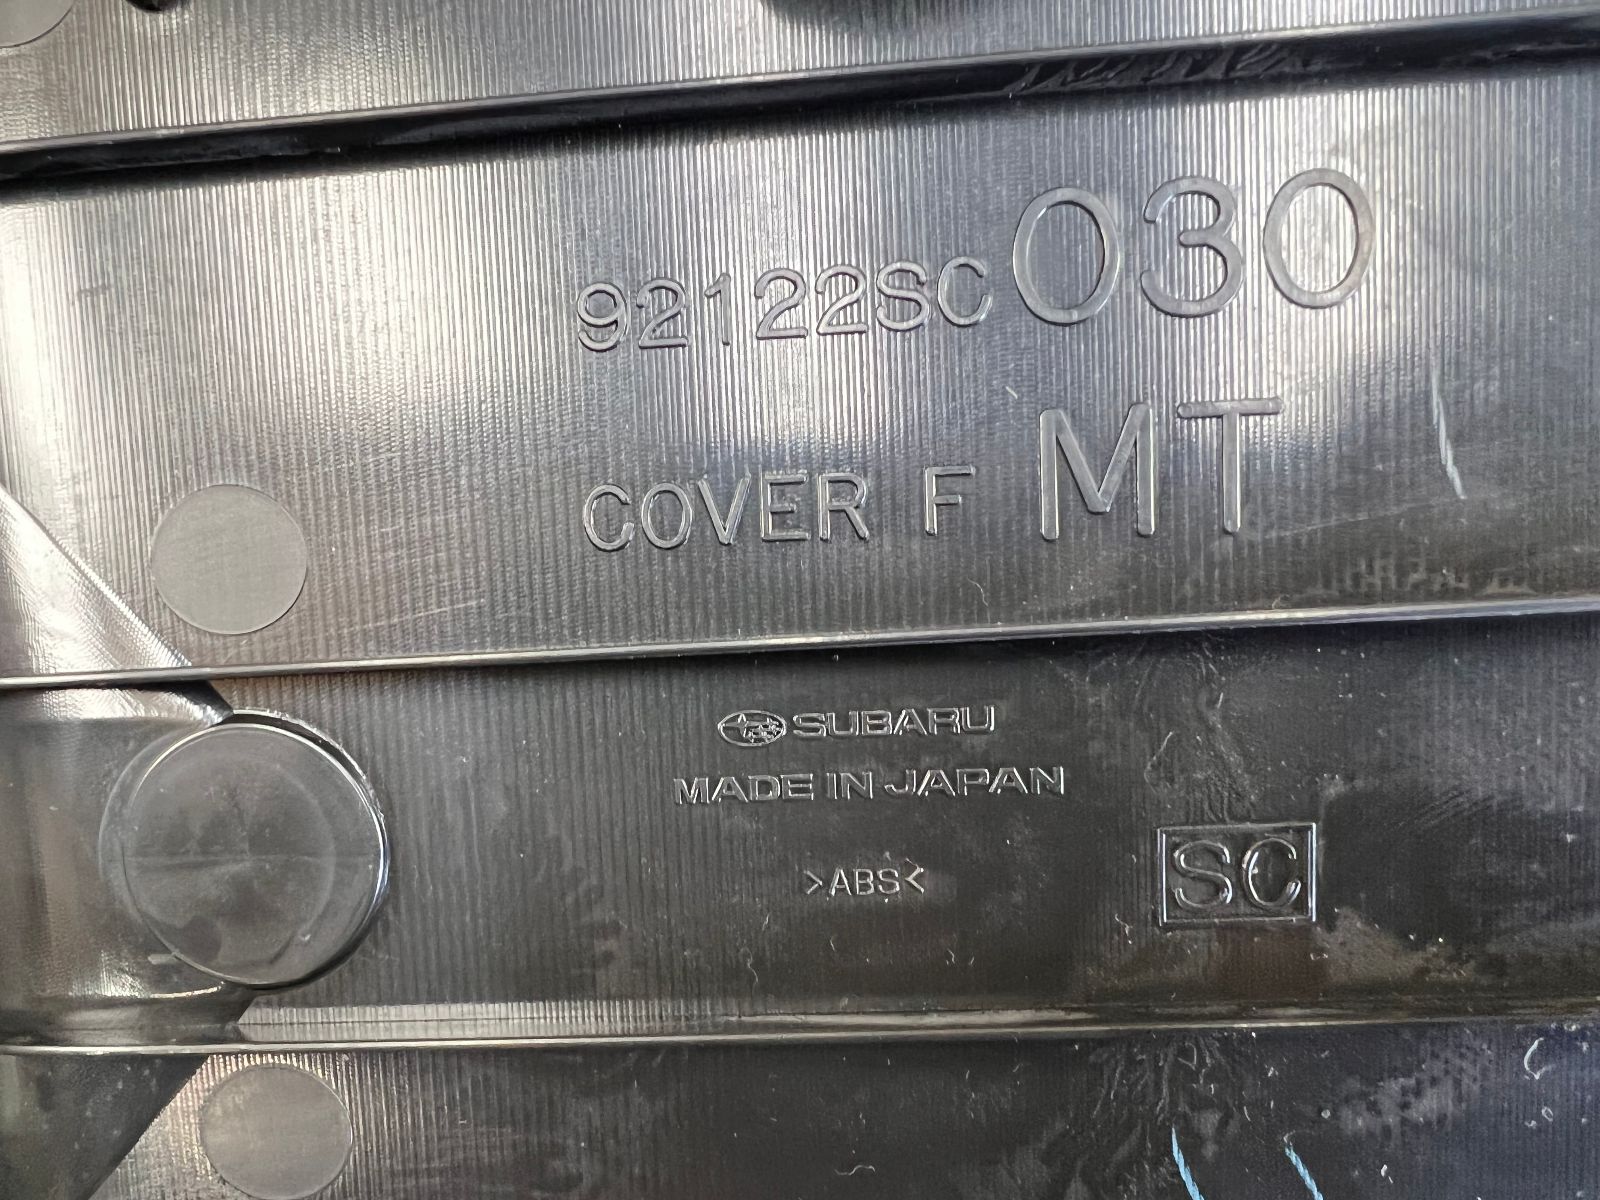 92122SC030
COVER F MT
SUBARU
MADE IN JAPAN
>ABS<
SC